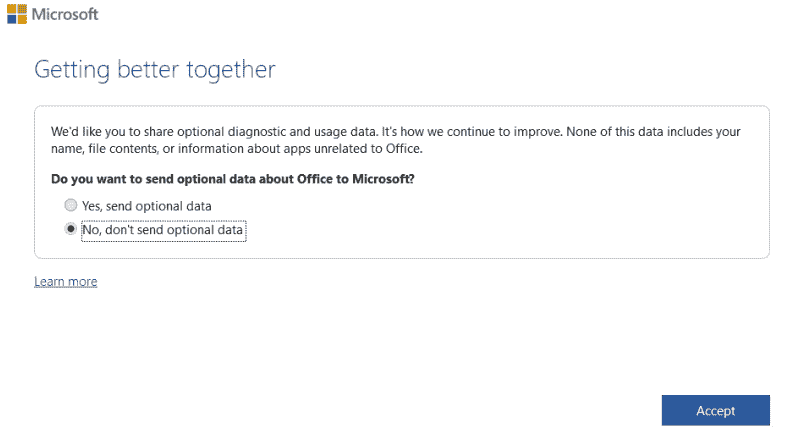 Microsoft
Getting better together
We'd like you to share optional diagnostic and usage data. It's how we continue to improve. None of this data includes your
name, file contents, or information about apps unrelated to Office.
Do you want to send optional data about Office to Microsoft?
Yes, send optional data
No, don't send optional data
Learn more
Accept